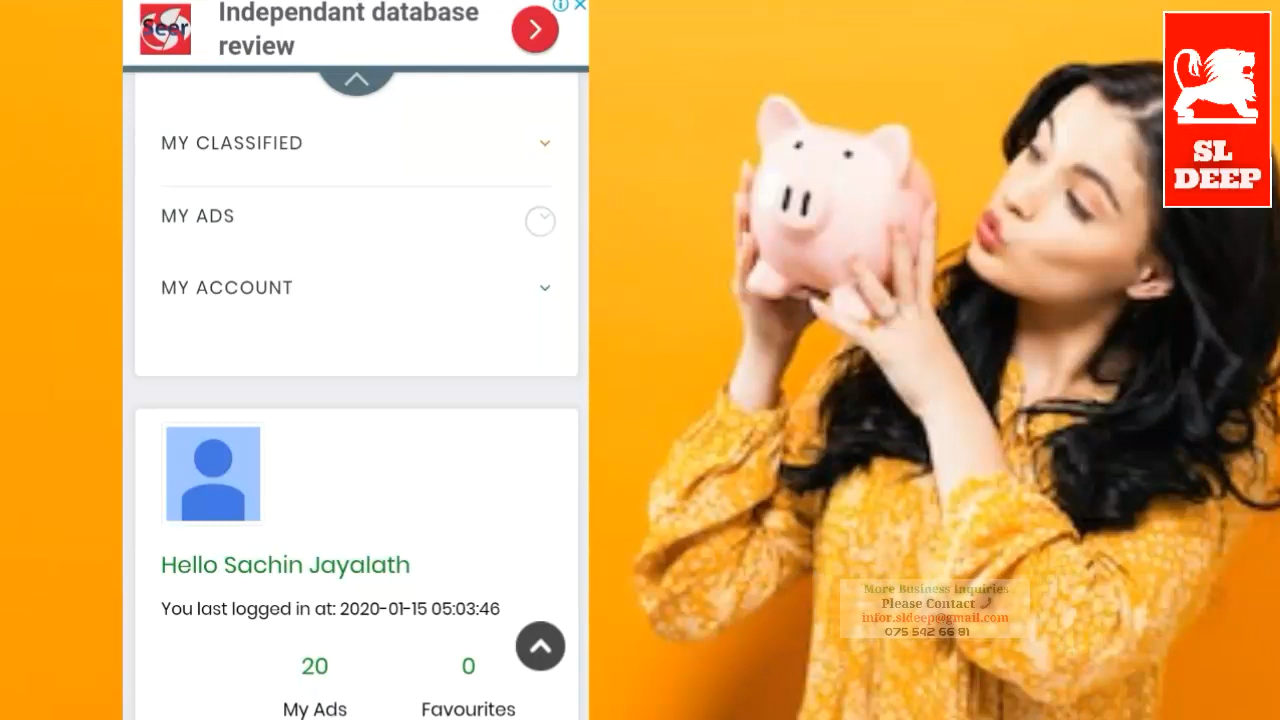 Seer
Independant database
review
MY CLASSIFIED
MY ADS
MY ACCOUNT
Hello Sachin Jayalath
You last logged in at: 2020-01-15 05:03:46
20
0
My Ads
Favourites
SL
DEEP
More Business Inquiries
Please Contact
infor.sldeep@gmail.com
075 542 66 81